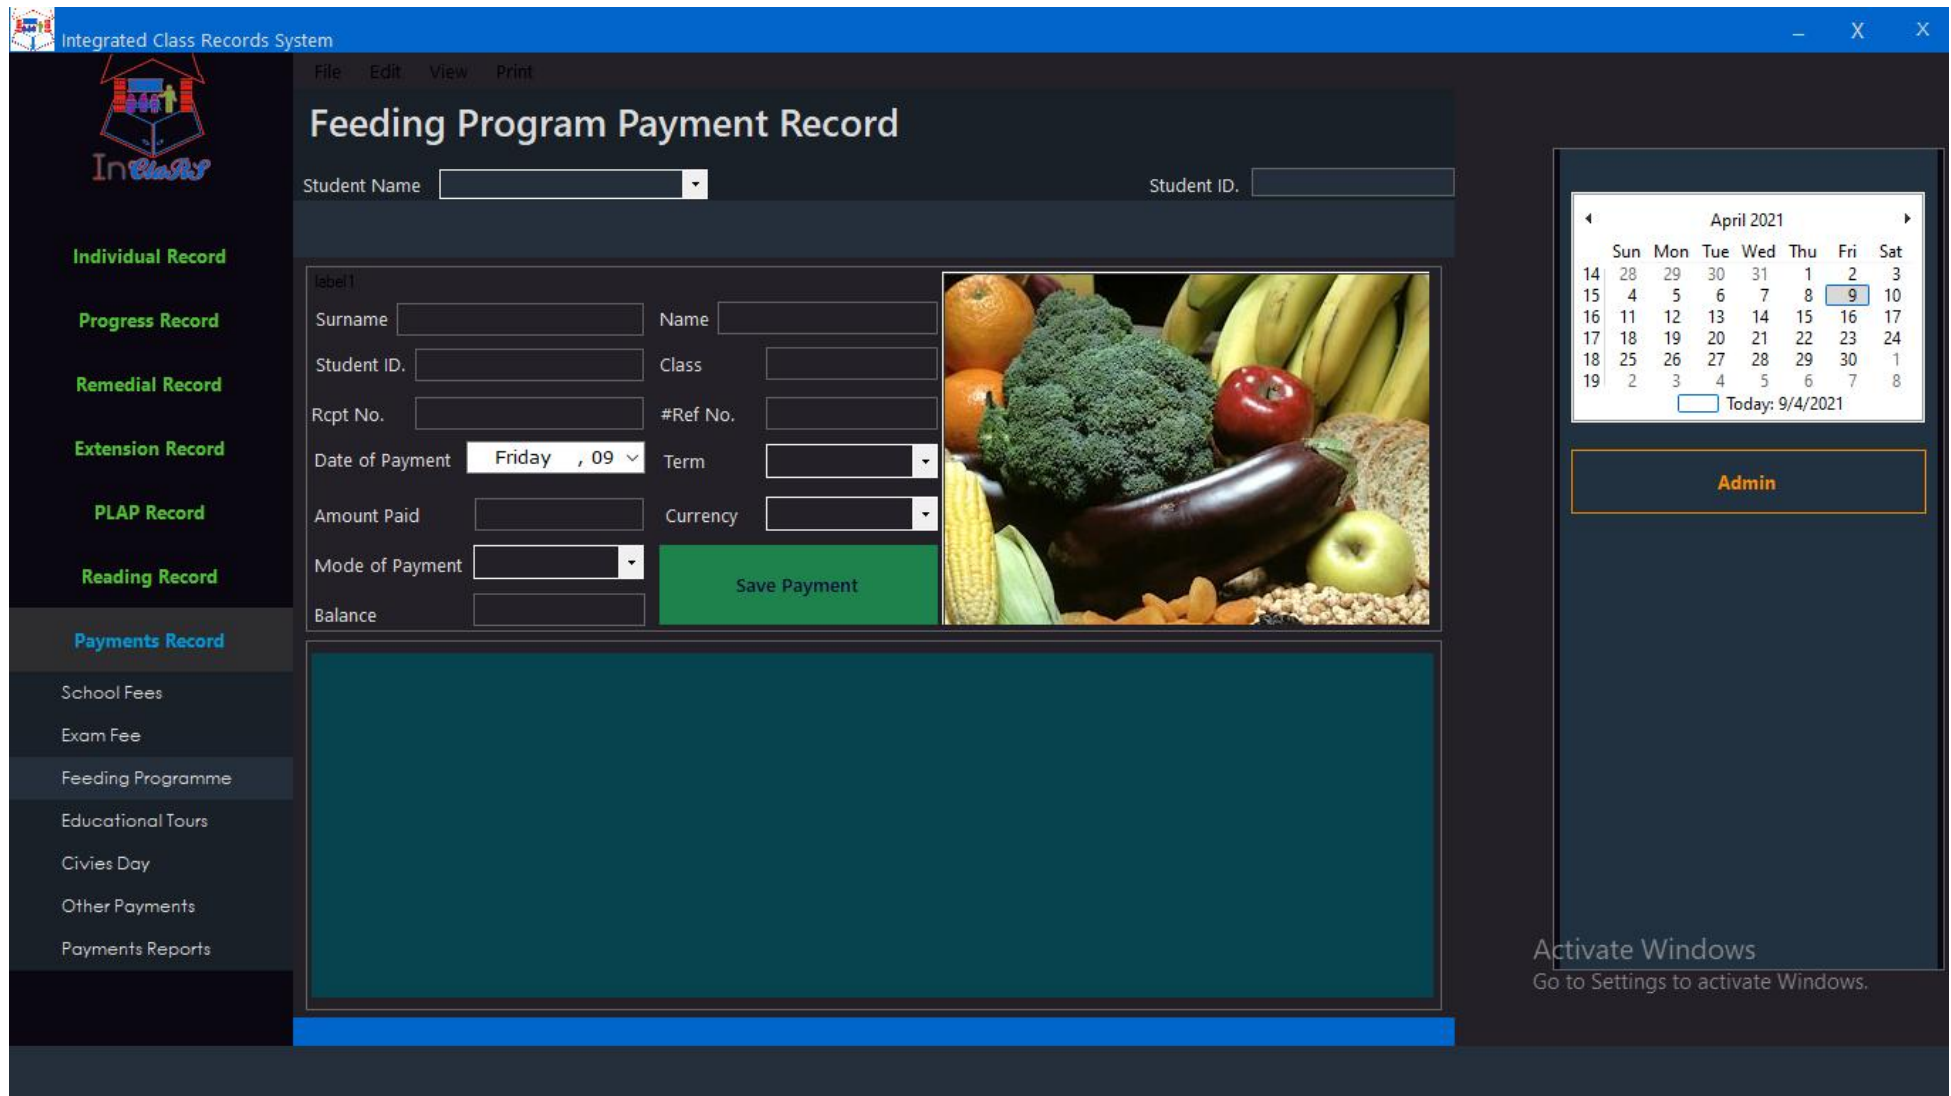 Integrated Class Records System
_ X X
File Edit View Print
InClaRS
Feeding Program Payment Record
Student Name
Student ID.
Individual Record
Progress Record
Remedial Record
Extension Record
PLAP Record
Reading Record
Payments Record
School Fees
Exam Fee
Feeding Programme
Educational Tours
Civies Day
Other Payments
Payments Reports
label1
Surname Name
Student ID. Class
Rcpt No. #Ref No.
Date of Payment Friday , 09 Term
Amount Paid Currency
Mode of Payment
Save Payment
Balance
April 2021
Sun Mon Tue Wed Thu Fri Sat
14 28 29 30 31 1 2 3
15 4 5 6 7 8 9 10
16 11 12 13 14 15 16 17
17 18 19 20 21 22 23 24
18 25 26 27 28 29 30 1
19 2 3 4 5 6 7 8
Today: 9/4/2021
Admin
Activate Windows
Go to Settings to activate Windows.